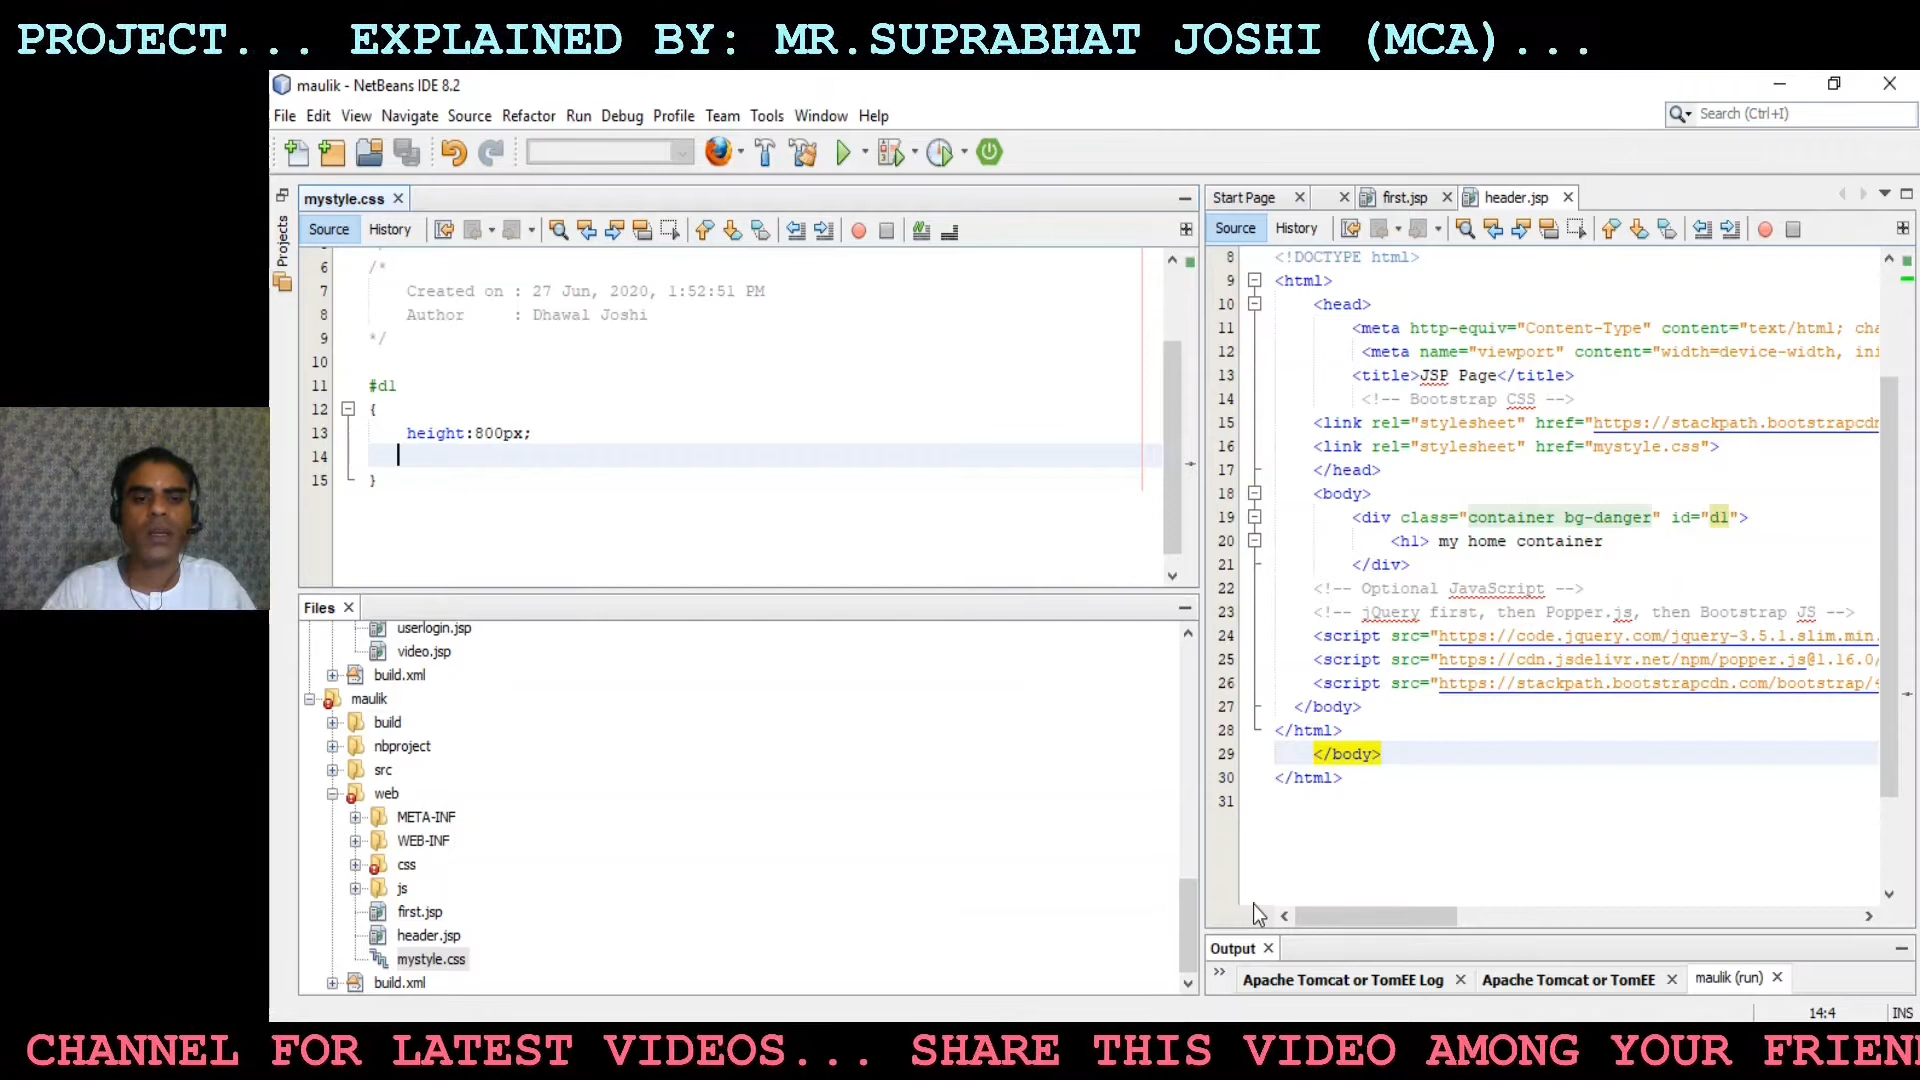 PROJECT... EXPLAINED BY: MR.SUPRABHAT JOSHI (MCA)...
maulik - NetBeans IDE 8.2
File Edit View Navigate Source Refactor Run Debug Profile Team Tools Window Help
Search (Ctrl+I)
Projects
mystyle.css
Source History
6 /*
7 Created on : 27 Jun, 2020, 1:52:51 PM
8 Author : Dhawal Joshi
9 */
10
11 #d1
12 {
13 height:800px;
14
15 }
Files
userlogin.jsp
video.jsp
build.xml
maulik
build
nbproject
src
web
META-INF
WEB-INF
css
js
first.jsp
header.jsp
mystyle.css
build.xml
Start Page first.jsp header.jsp
Source History
8 <!DOCTYPE html>
9 <html>
10 <head>
11 <meta http-equiv="Content-Type" content="text/html; cha
12 <meta name="viewport" content="width=device-width, ini
13 <title>JSP Page</title>
14 <!-- Bootstrap CSS -->
15 <link rel="stylesheet" href="https://stackpath.bootstrapcdn
16 <link rel="stylesheet" href="mystyle.css">
17 </head>
18 <body>
19 <div class="container bg-danger" id="d1">
20 <h1> my home container
21 </div>
22 <!-- Optional JavaScript -->
23 <!-- jQuery first, then Popper.js, then Bootstrap JS -->
24 <script src="https://code.jquery.com/jquery-3.5.1.slim.min.
25 <script src="https://cdn.jsdelivr.net/npm/popper.js@1.16.0/
26 <script src="https://stackpath.bootstrapcdn.com/bootstrap/4
27 </body>
28 </html>
29 </body>
30 </html>
31
Output
Apache Tomcat or TomEE Log Apache Tomcat or TomEE maulik (run)
14:4 INS
CHANNEL FOR LATEST VIDEOS... SHARE THIS VIDEO AMONG YOUR FRIEN